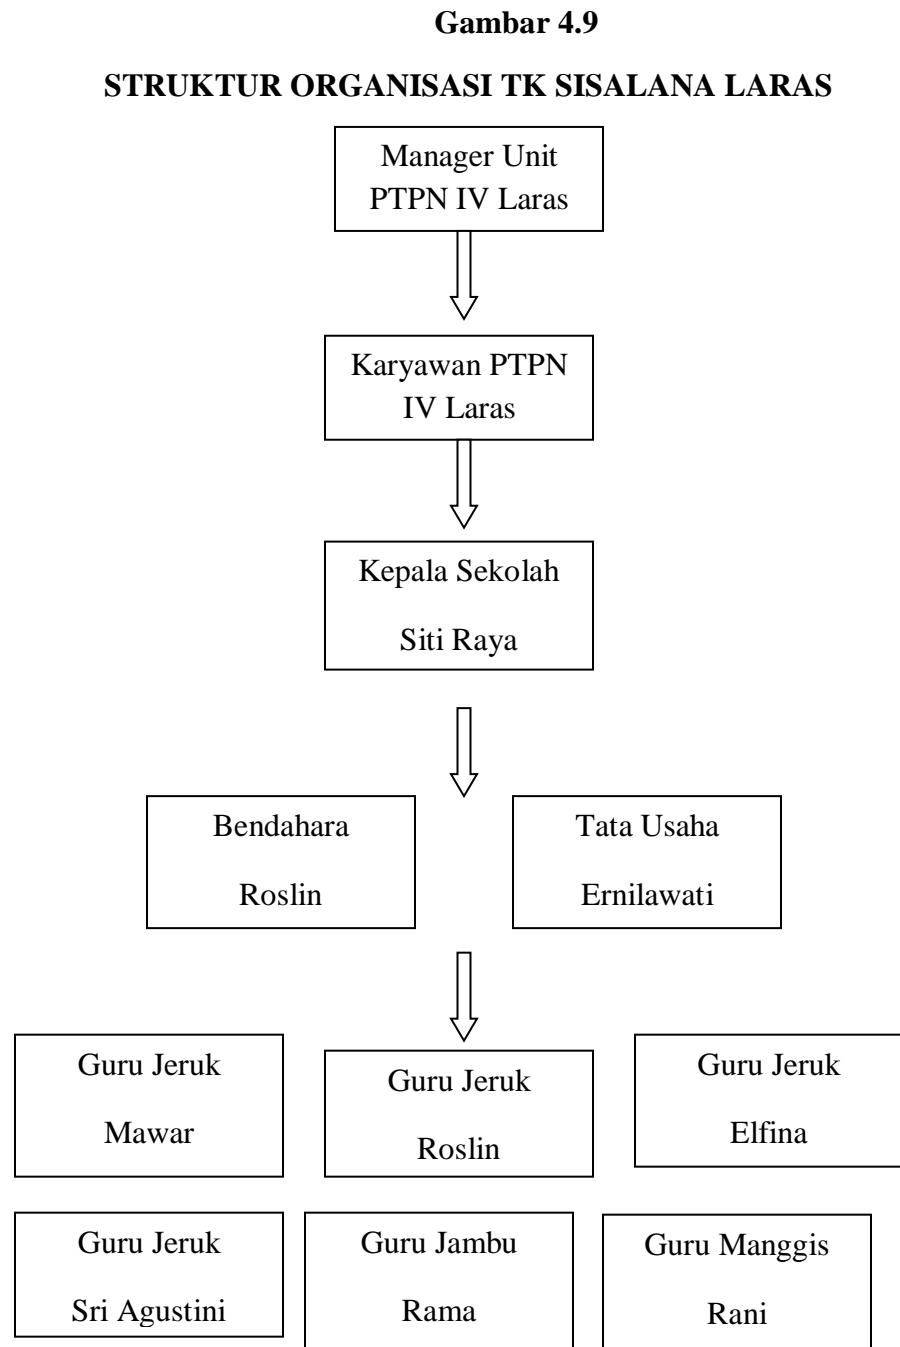 Gambar 4.9
STRUKTUR ORGANISASI TK SISALANA LARAS
Manager Unit
PTPN IV Laras
Karyawan PTPN
IV Laras
Kepala Sekolah
Siti Raya
Bendahara
Roslin
Tata Usaha
Ernilawati
Guru Jeruk
Mawar
Guru Jeruk
Roslin
Guru Jeruk
Elfina
Guru Jeruk
Sri Agustini
Guru Jambu
Rama
Guru Manggis
Rani